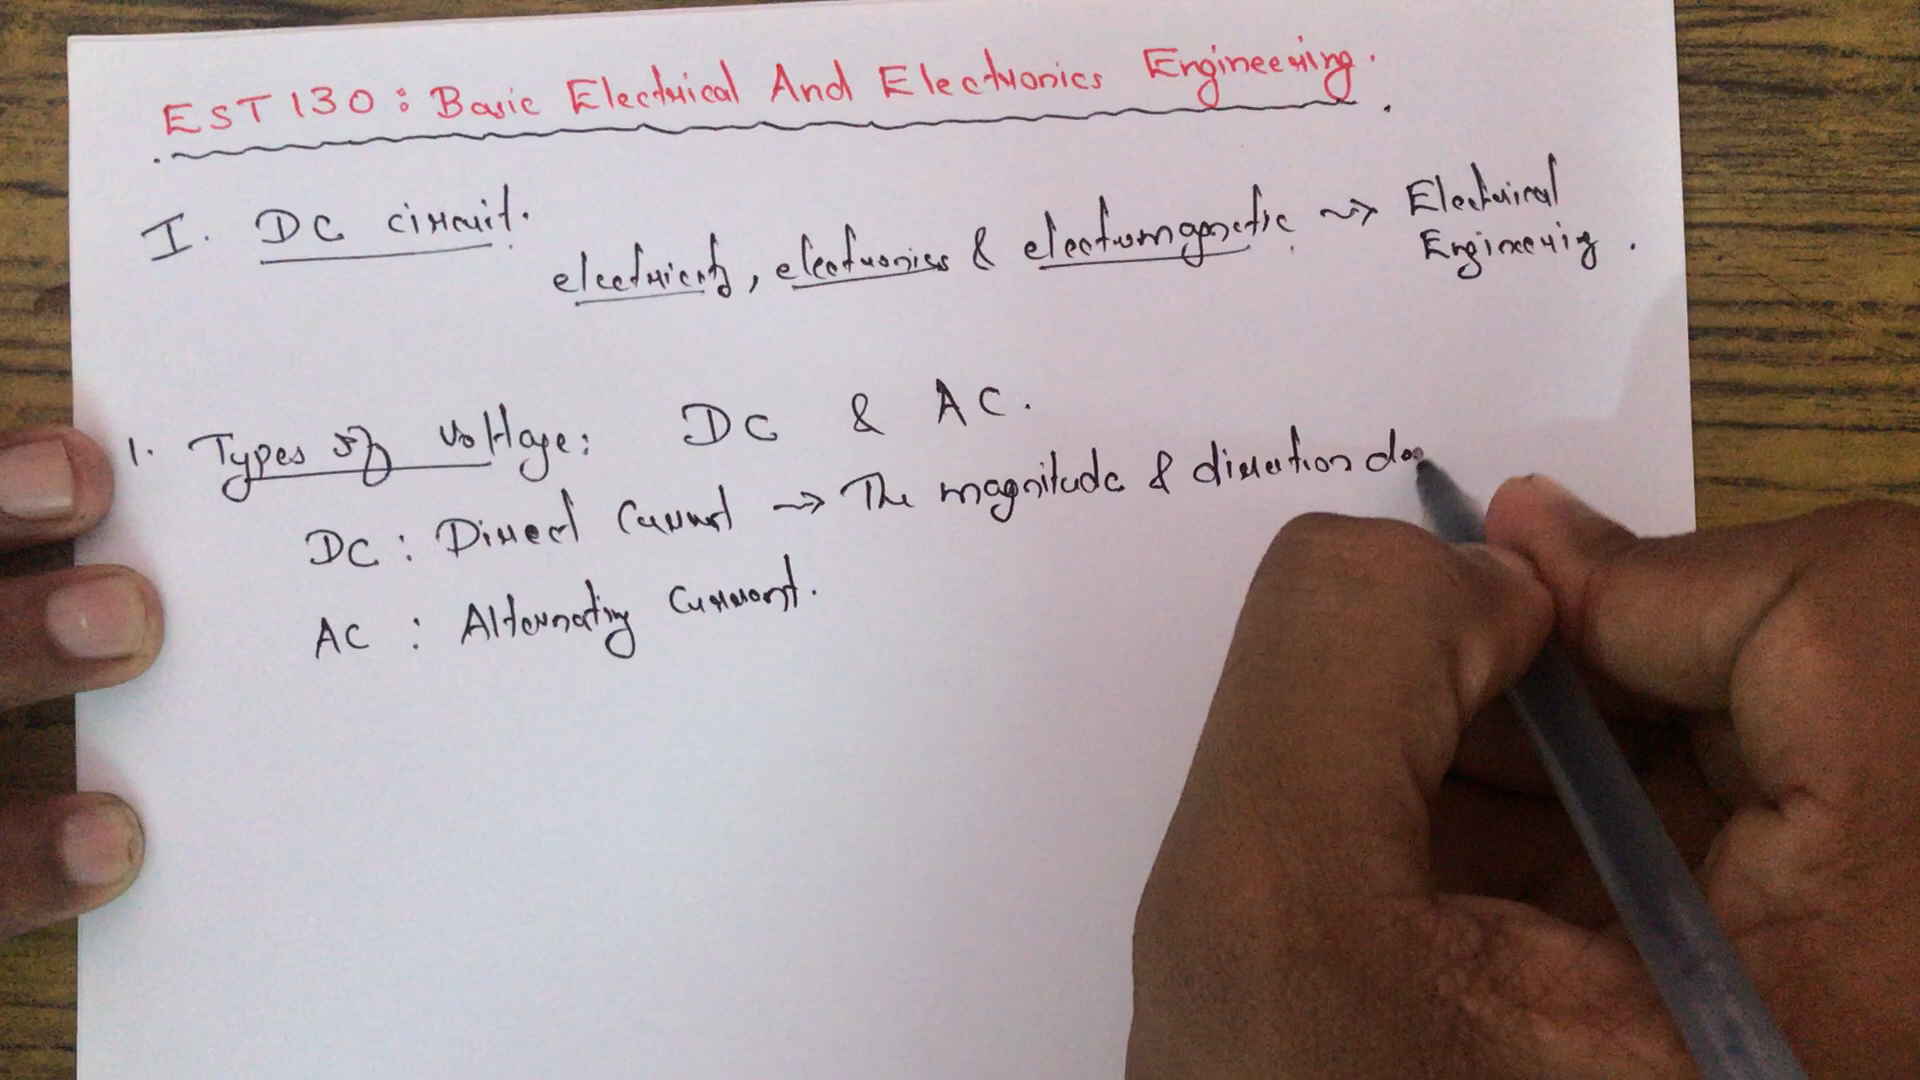 EST 130 : Basic Electrical And Electronics Engineering.
I. DC circuit.
electricity, electronics & electromagnetic → Electrical
Engineering.
1. Types of voltage: DC & AC.
DC : Direct Current → The magnitude & direction do
AC : Alternating Current.